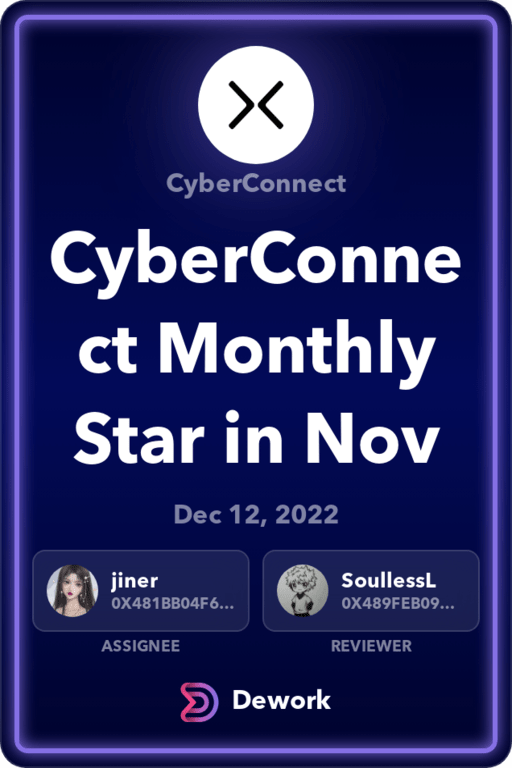 CyberConnect
CyberConne
ct Monthly
Star in Nov
Dec 12, 2022
jiner
0X481BB04F6...
ASSIGNEE
SoullessL
0X489FEB09...
REVIEWER
Dework